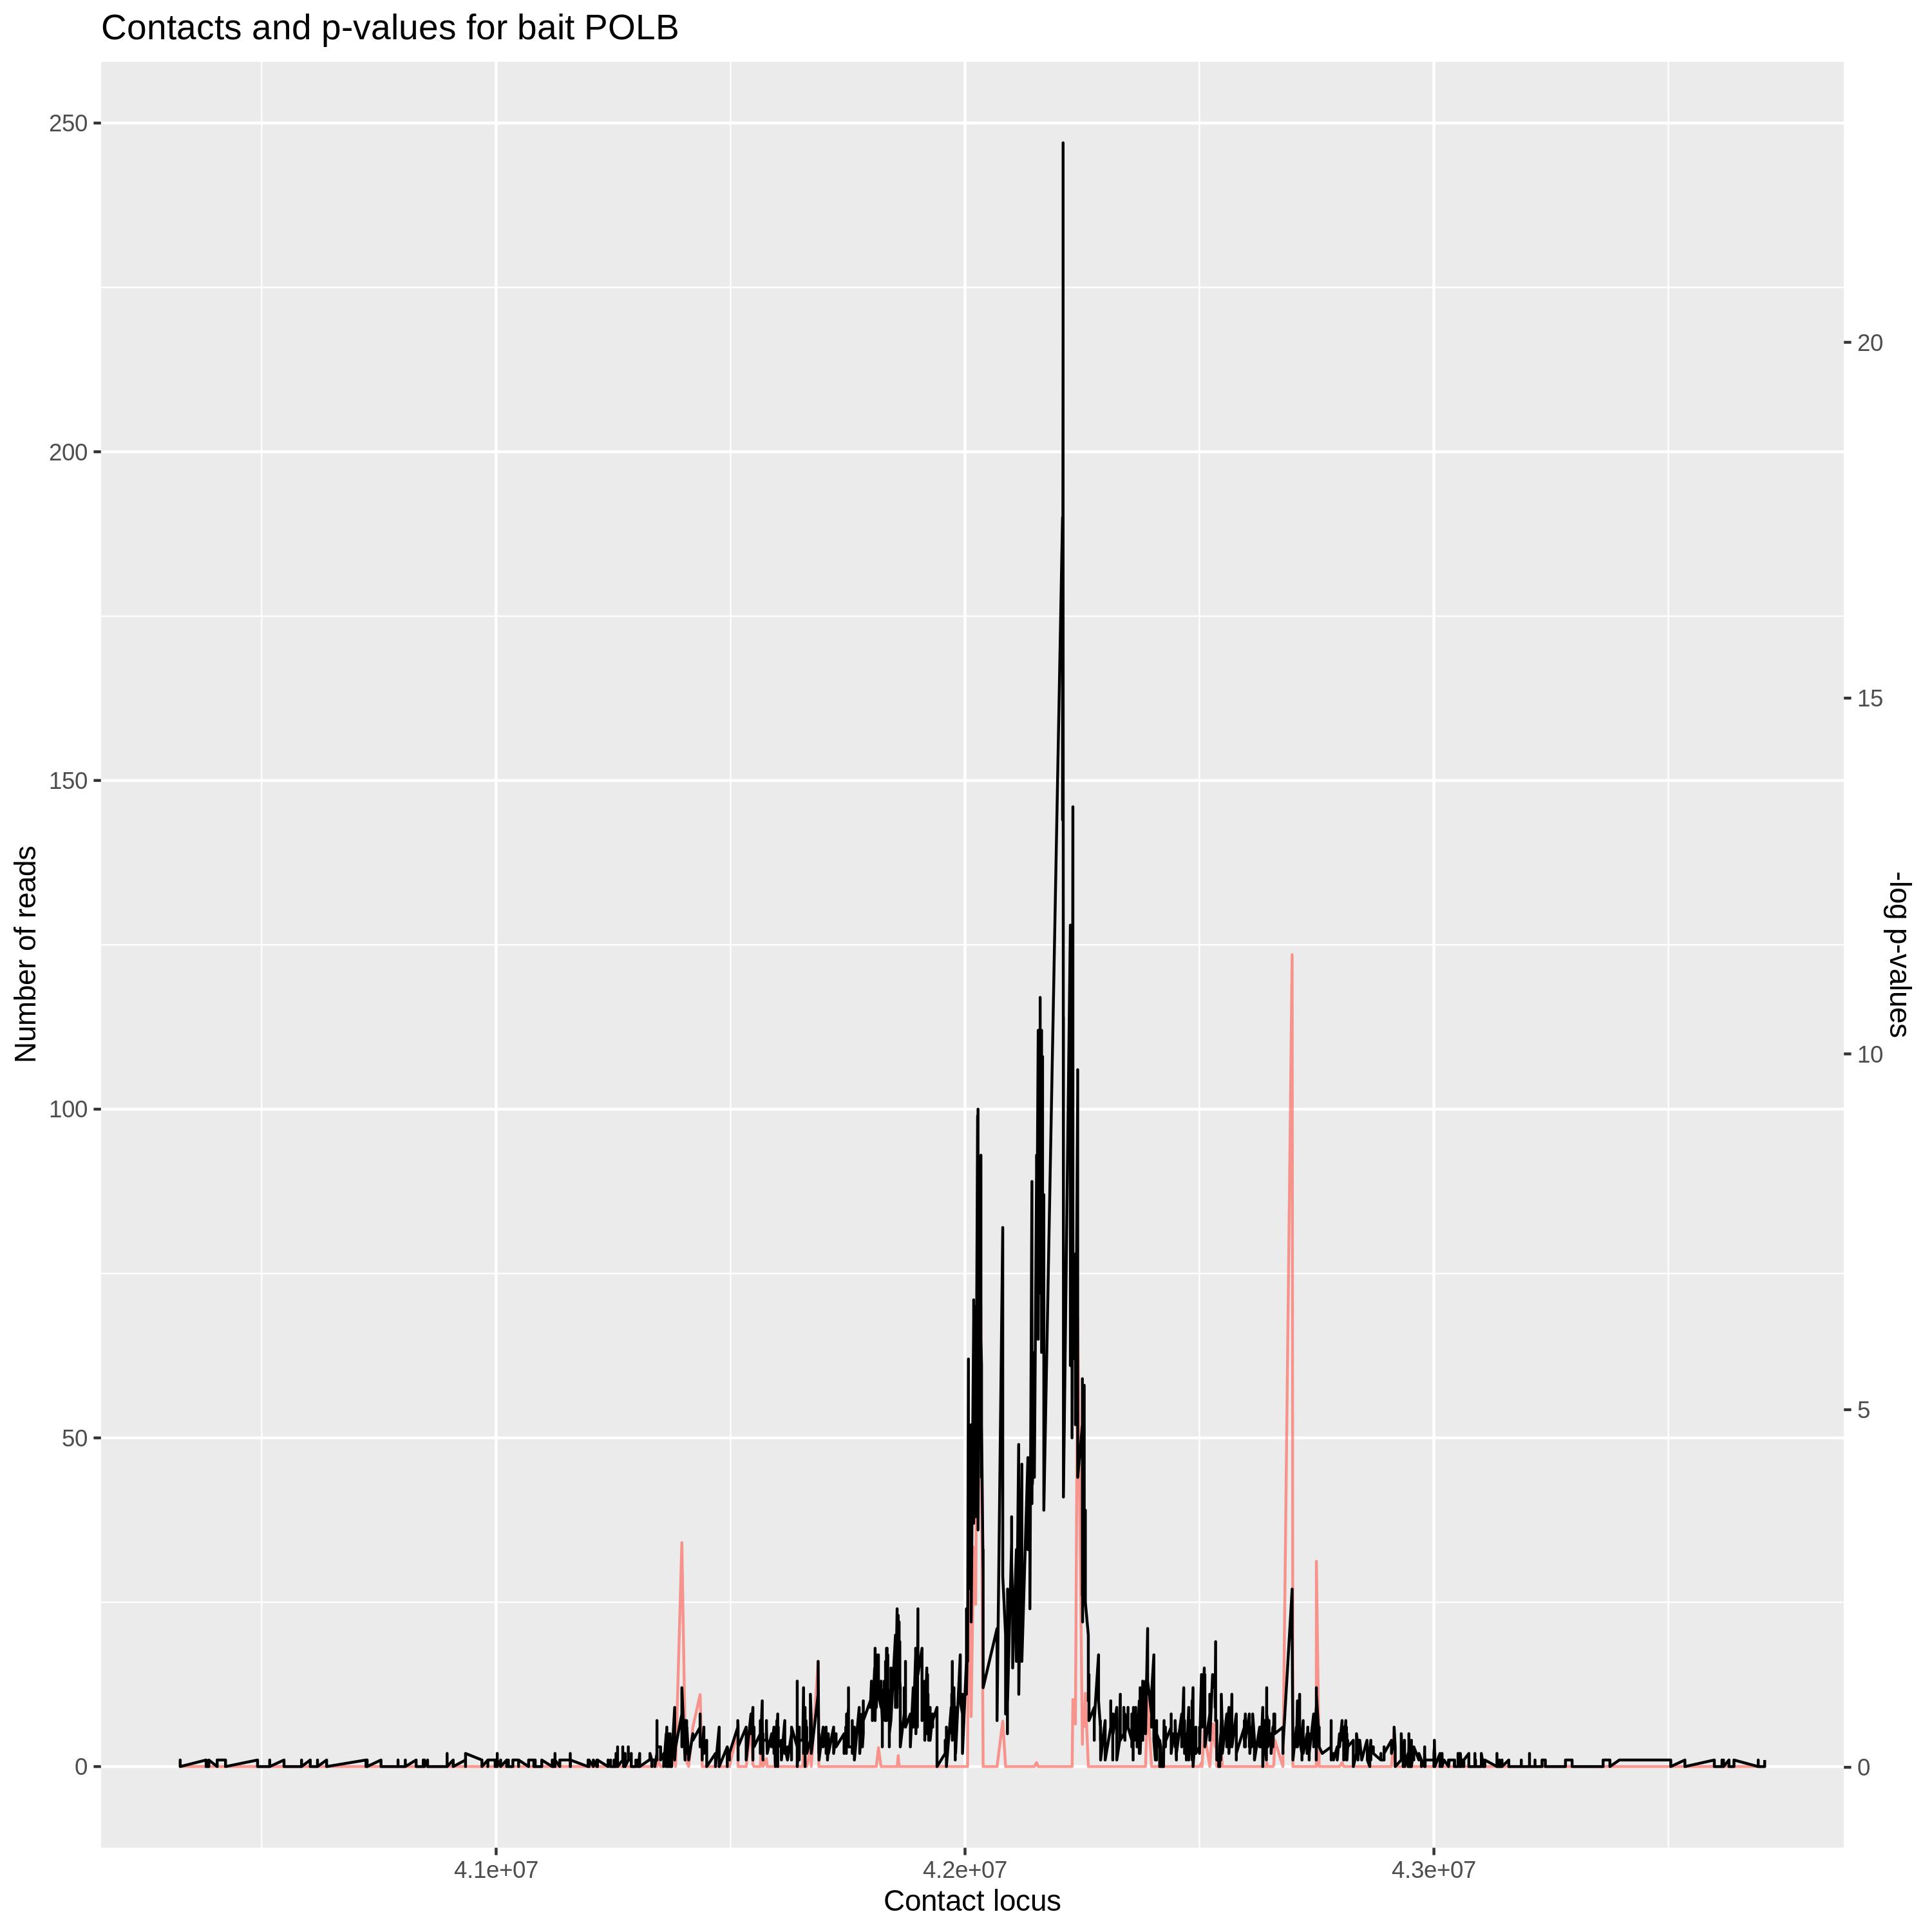 Contacts and p-values for bait POLB
250
200
150
100
50
0
Number of reads
20
15
10
5
0
-log p-values
4.1e+07
4.2e+07
4.3e+07
Contact locus